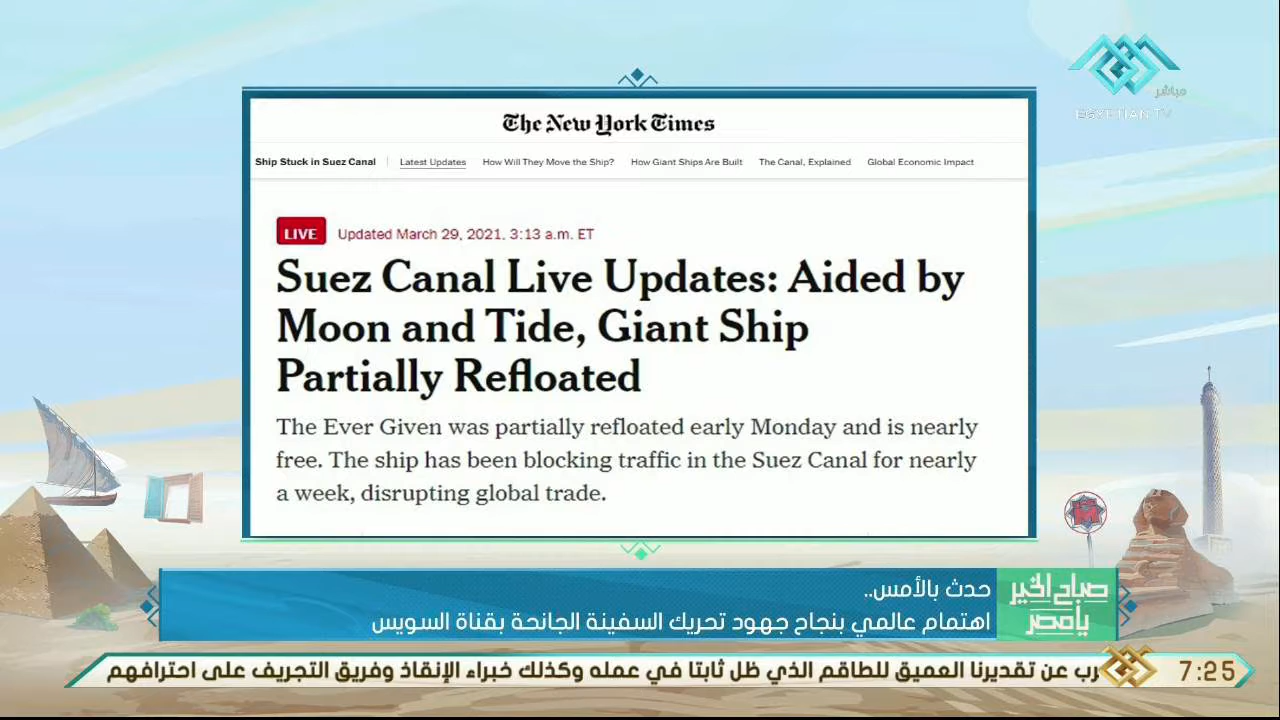 مباشر
EGYPTIAN TV
The New York Times
Ship Stuck in Suez Canal | Latest Updates How Will They Move the Ship? How Giant Ships Are Built The Canal, Explained Global Economic Impact
LIVE Updated March 29, 2021, 3:13 a.m. ET
Suez Canal Live Updates: Aided by
Moon and Tide, Giant Ship
Partially Refloated
The Ever Given was partially refloated early Monday and is nearly
free. The ship has been blocking traffic in the Suez Canal for nearly
a week, disrupting global trade.
M
صباح الخير
يا مصر
حدث بالأمس..
اهتمام عالمي بنجاح جهود تحريك السفينة الجانحة بقناة السويس
رب عن تقديرنا العميق للطاقم الذي ظل ثابتا في عمله وكذلك خبراء الإنقاذ وفريق التجريف على احترافهم
7:25